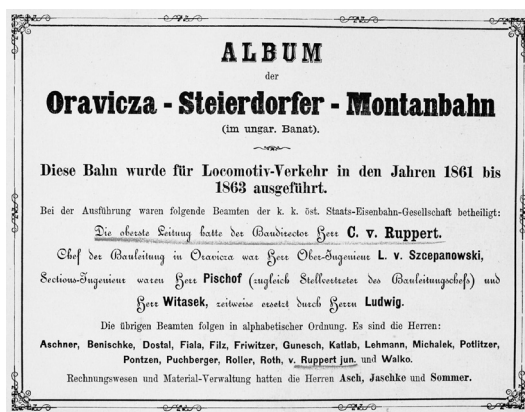 ALBUM
der
Oravicza - Steierdorfer - Montanbahn
(im ungar. Banat).
Diese Bahn wurde für Locomotiv-Verkehr in den Jahren 1861 bis
1863 ausgeführt.
Bei der Ausführung waren folgende Beamten der k. k. öst. Staats-Eisenbahn-Gesellschaft betheiligt:
Die oberste Leitung hatte der Baudirector Herr C. v. Ruppert.
Chef der Bauleitung in Oravicza war Herr Ober-Ingenieur L. v. Szcepanowski,
Sections-Ingenieur waren Herr Pischof (zugleich Stellvertreter des Bauleitungschefs) und
Herr Witasek, zeitweise ersetzt durch Herrn Ludwig.
Die übrigen Beamten folgen in alphabetischer Ordnung. Es sind die Herren:
Aschner, Benischke, Dostal, Fiala, Filz, Friwitzer, Gunesch, Katlab, Lehmann, Michalek, Potlitzer,
Pontzen, Puchberger, Roller, Roth, v. Ruppert jun. und Walko.
Rechnungswesen und Material-Verwaltung hatten die Herren Asch, Jaschke und Sommer.